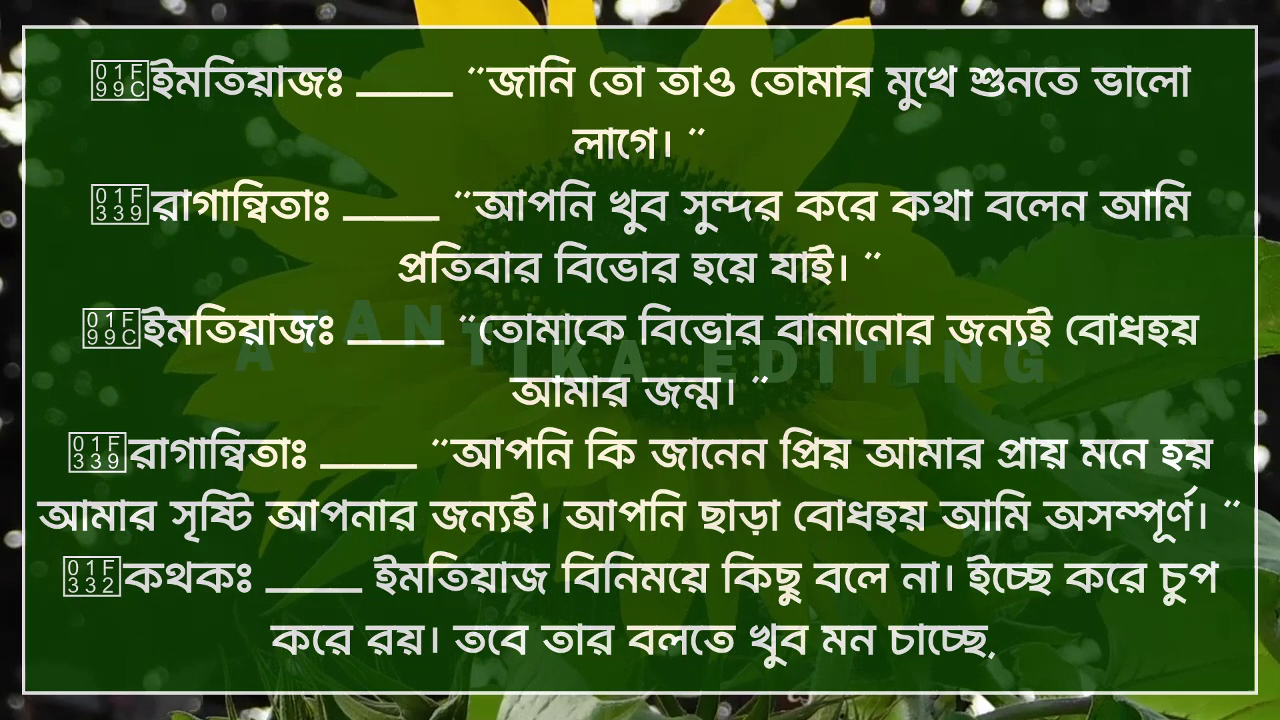 ইমতিয়াজঃ ____ ˝জানি তো তাও তোমার মুখে শুনতে ভালো
লাগে। ˝
রাগান্বিতাঃ ____ ˝আপনি খুব সুন্দর করে কথা বলেন আমি
প্রতিবার বিভোর হয়ে যাই। ˝
ইমতিয়াজঃ ____ ˝তোমাকে বিভোর বানানোর জন্যই বোধহয়
আমার জন্ম। ˝
রাগান্বিতাঃ ____ ˝আপনি কি জানেন প্রিয় আমার প্রায় মনে হয়
আমার সৃষ্টি আপনার জন্যই। আপনি ছাড়া বোধহয় আমি অসম্পূর্ণ। ˝
কথকঃ ____ ইমতিয়াজ বিনিময়ে কিছু বলে না। ইচ্ছে করে চুপ
করে রয়। তবে তার বলতে খুব মন চাচ্ছে,
AYANTIKA EDITING